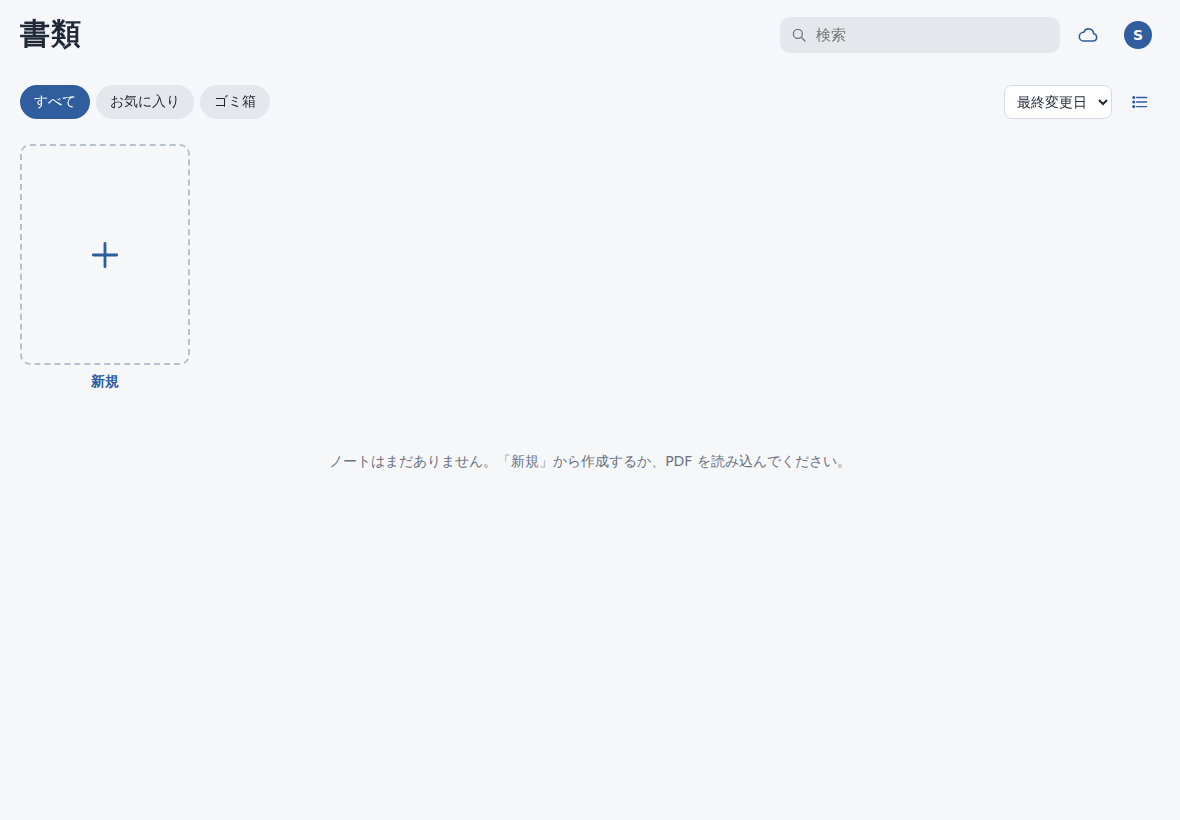 書類
検索
S
すべて
お気に入り
ゴミ箱
最終変更日
新規
ノートはまだありません。「新規」から作成するか、PDF を読み込んでください。